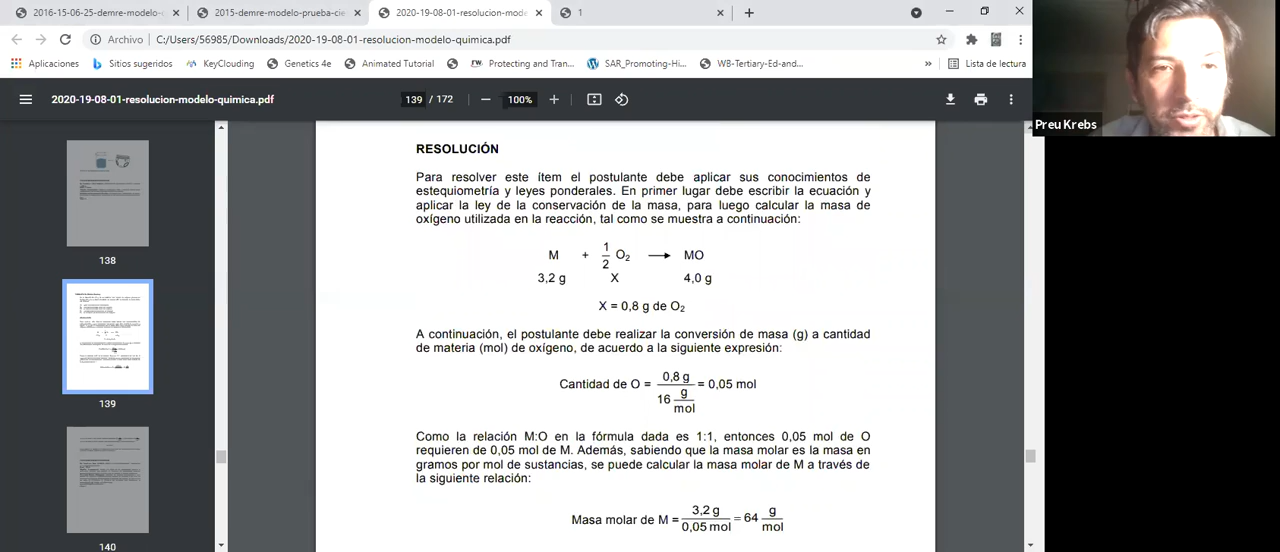 2016-15-06-25-demre-modelo-
2015-demre-modelo-prueba-cie
2020-19-08-01-resolucion-mode
1
Archivo | C:/Users/56985/Downloads/2020-19-08-01-resolucion-modelo-quimica.pdf
Aplicaciones Sitios sugeridos KeyClouding Genetics 4e Animated Tutorial Prototing and Tran... SAR_Promoting-Hi... WB-Tertiary-Ed-and... » Lista de lectura
2020-19-08-01-resolucion-modelo-quimica.pdf 139 / 172 100%
Preu Krebs
138
139
140
RESOLUCIÓN
Para resolver este ítem el postulante debe aplicar sus conocimientos de
estequiometría y leyes ponderales. En primer lugar debe escribir la ecuación y
aplicar la ley de la conservación de la masa, para luego calcular la masa de
oxígeno utilizada en la reacción, tal como se muestra a continuación:
M + 1/2 O₂ ⟶ MO
3,2 g X 4,0 g
X = 0,8 g de O₂
A continuación, el postulante debe realizar la conversión de masa (g) a cantidad
de materia (mol) de oxígeno, de acuerdo a la siguiente expresión:
Cantidad de O = 0,8 g / 16 g/mol = 0,05 mol
Como la relación M:O en la fórmula dada es 1:1, entonces 0,05 mol de O
requieren de 0,05 mol de M. Además, sabiendo que la masa molar es la masa en
gramos por mol de sustancias, se puede calcular la masa molar de M a través de
la siguiente relación:
Masa molar de M = 3,2 g / 0,05 mol = 64 g/mol